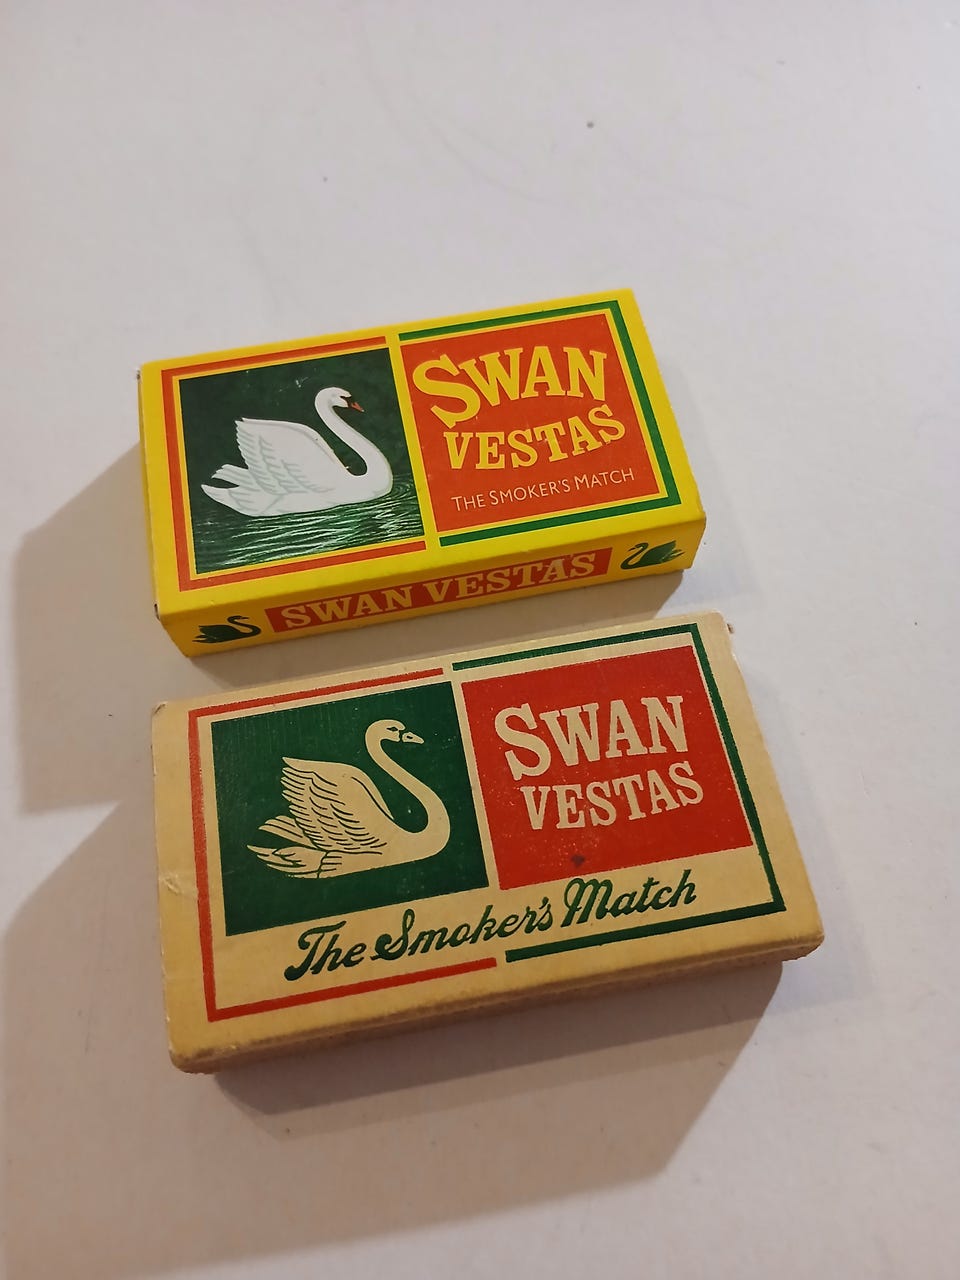 SWAN
VESTAS
THE SMOKER'S MATCH
SWAN VESTAS
SWAN
VESTAS
The Smoker's Match